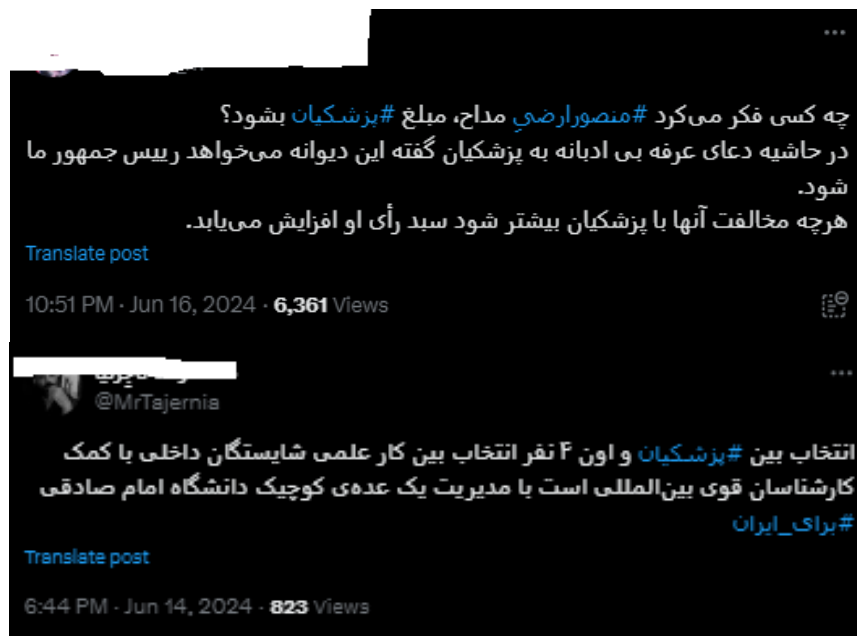 چه کسی فکر می‌کرد #منصورارضیِ مداح، مبلغ #پزشکیان بشود؟
در حاشیه دعای عرفه بی ادبانه به پزشکیان گفته این دیوانه می‌خواهد رییس جمهور ما
شود.
هرچه مخالفت آنها با پزشکیان بیشتر شود سبد رأی او افزایش می‌یابد.
Translate post
10:51 PM · Jun 16, 2024 · 6,361 Views
@MrTajernia
انتخاب بین #پزشکیان و اون ۴ نفر انتخاب بین کار علمی شایستگان داخلی با کمک
کارشناسان قوی بین‌المللی است با مدیریت یک عده‌ی کوچیک دانشگاه امام صادقی
#برای_ایران
Translate post
6:44 PM · Jun 14, 2024 · 823 Views